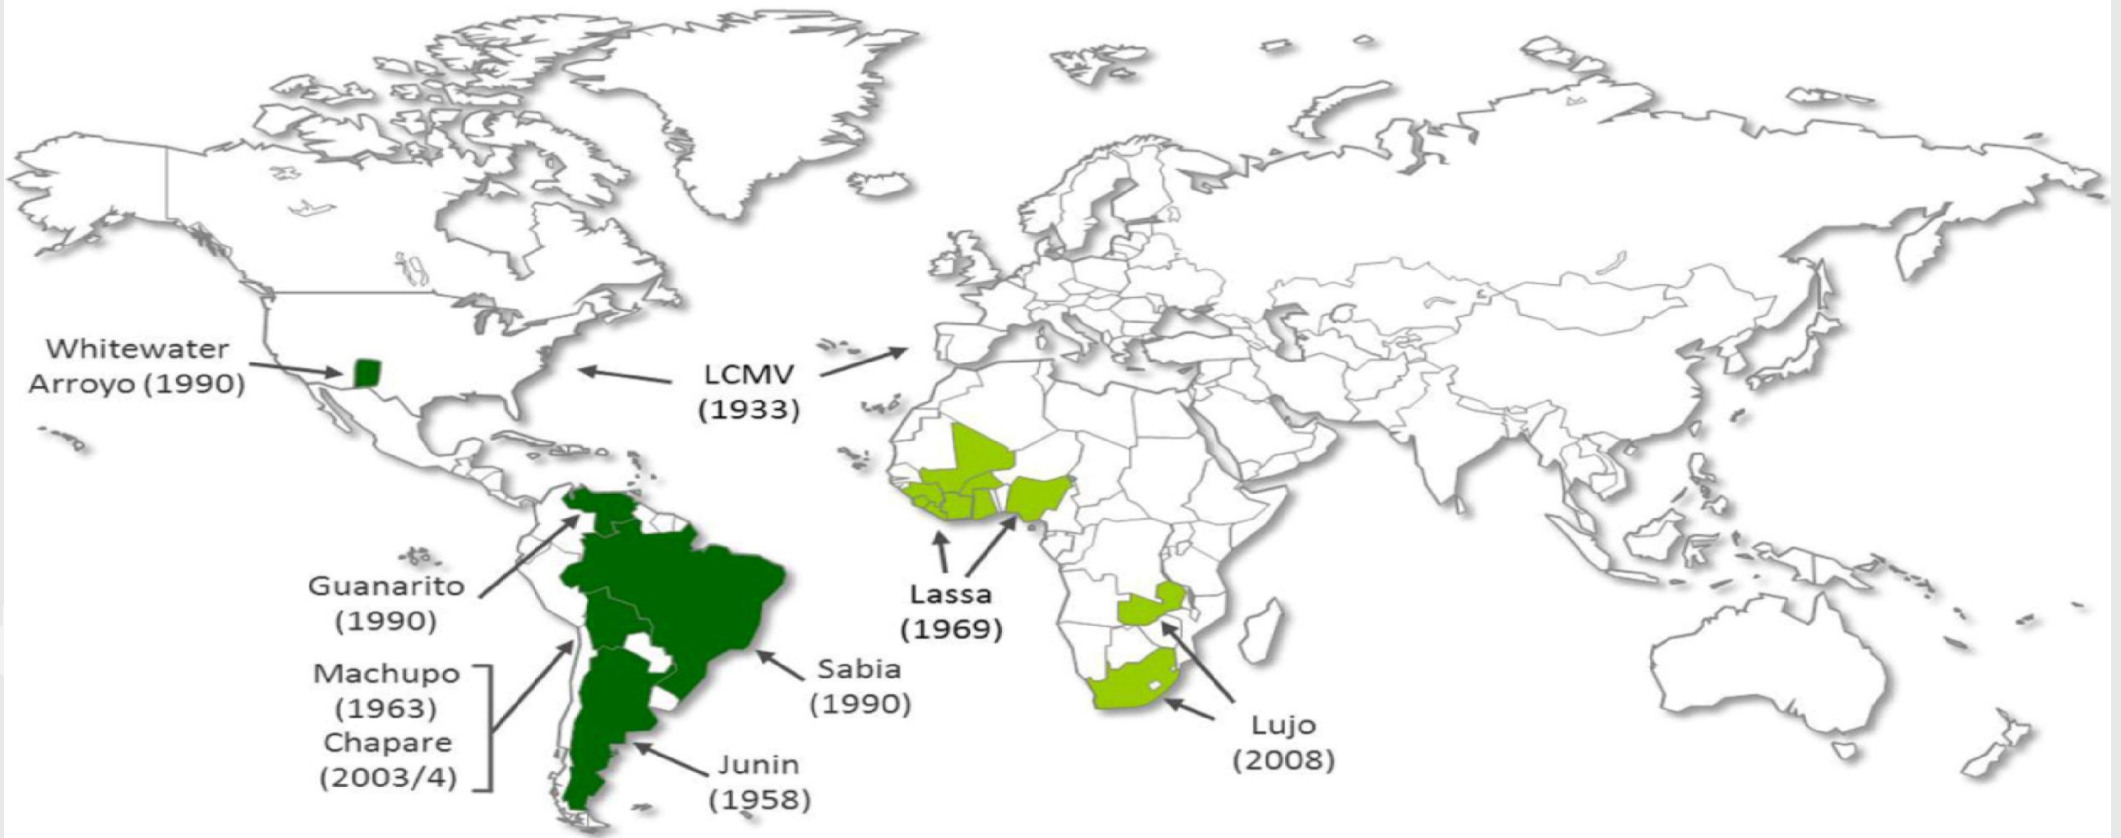 Whitewater
Arroyo (1990)
LCMV
(1933)
Guanarito
(1990)
Machupo
(1963)
Chapare
(2003/4)
Sabia
(1990)
Junin
(1958)
Lassa
(1969)
Lujo
(2008)